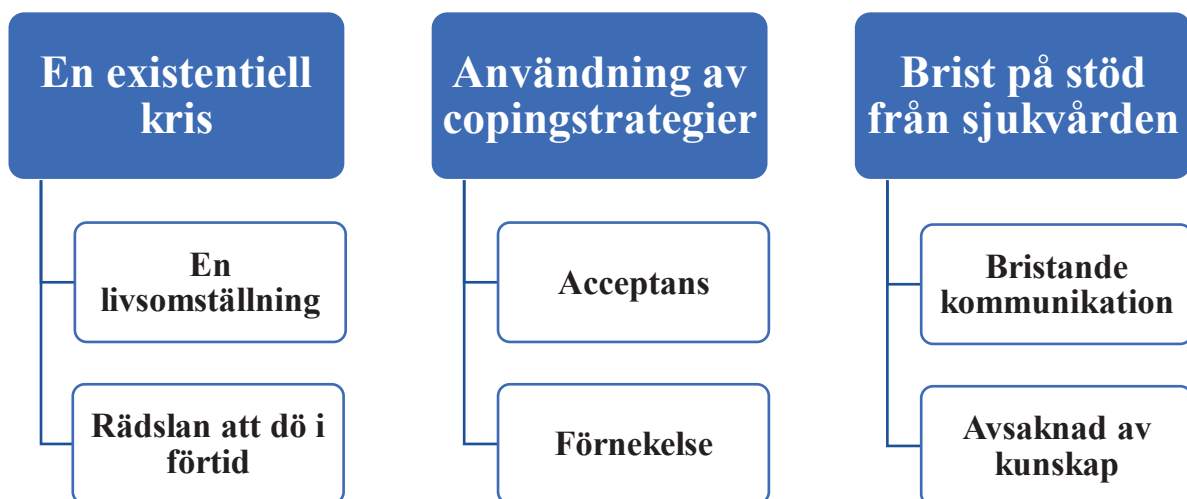 En existentiell
kris
En
livsomställning
Rädslan att dö i
förtid
Användning av
copingstrategier
Acceptans
Förnekelse
Brist på stöd
från sjukvården
Bristande
kommunikation
Avsaknad av
kunskap